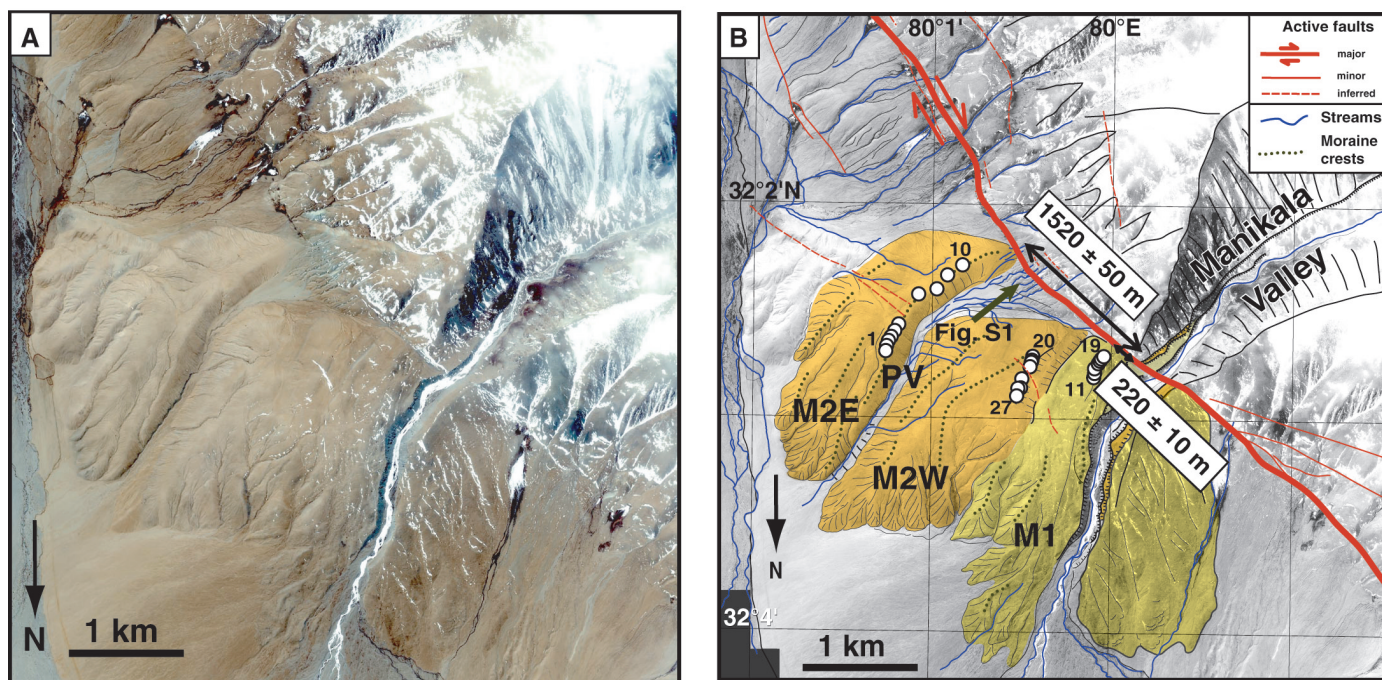 A
N
1 km
B
80°1'
80°E
Active faults
major
minor
inferred
Streams
Moraine
crests
32°2'N
1520 ± 50 m
Manikala
Valley
10
1
Fig. S1
PV
20
19
11
27
220 ± 10 m
M2E
M2W
M1
N
32°4'
1 km